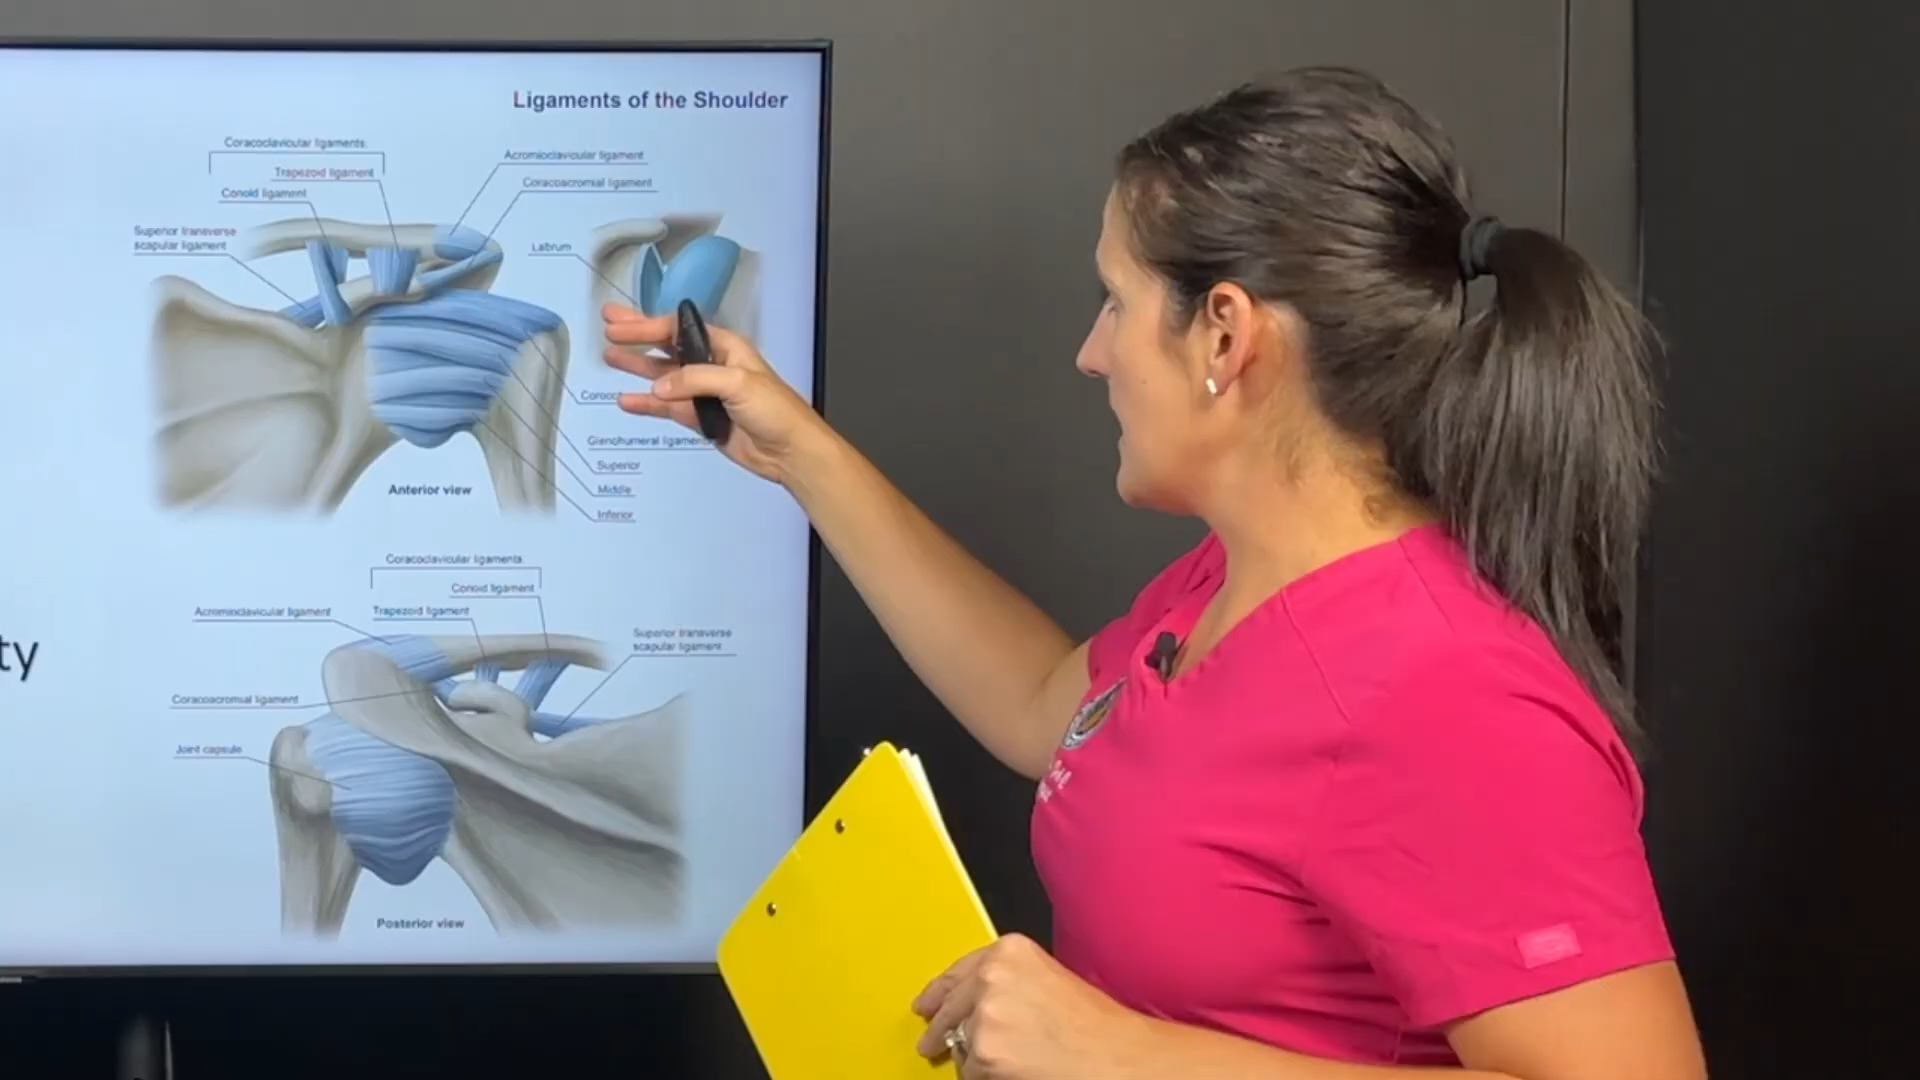 Ligaments of the Shoulder
Coracoclavicular ligaments:
Trapezoid ligament
Conoid ligament
Acromioclavicular ligament
Coracoacromial ligament
Superior transverse
scapular ligament
Labrum
Glenohumeral ligaments
Superior
Middle
Inferior
Anterior view
Coracoclavicular ligaments:
Conoid ligament
Acromioclavicular ligament
Trapezoid ligament
Superior transverse
scapular ligament
ty
Coracoacromial ligament
Joint capsule
Posterior view